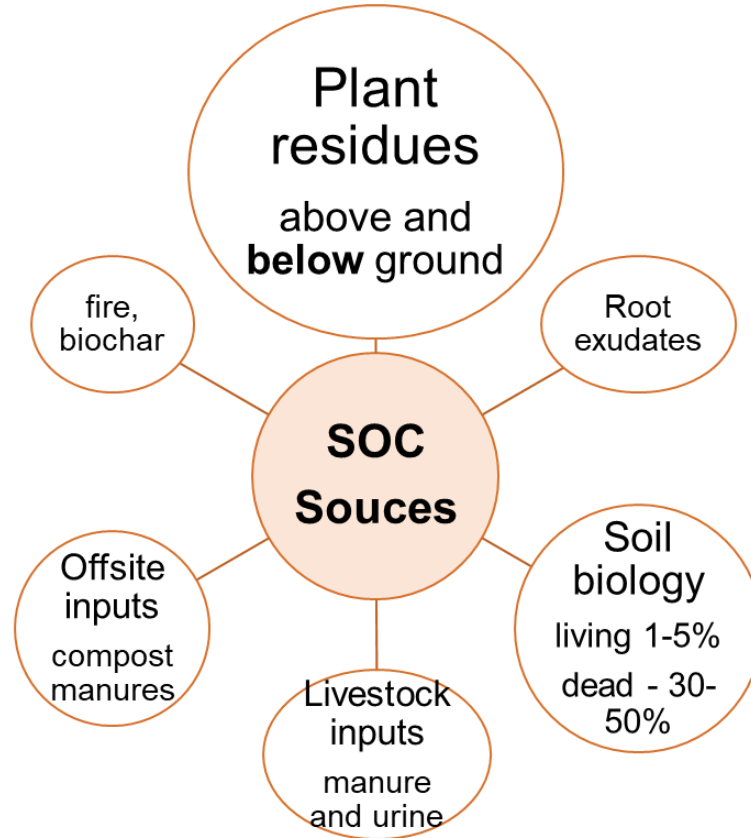 Plant
residues
above and
below ground
fire,
biochar
Root
exudates
SOC
Souces
Offsite
inputs
compost
manures
Soil
biology
living 1-5%
dead - 30-
50%
Livestock
inputs
manure
and urine